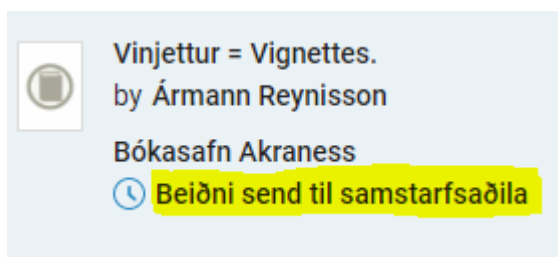 Vinjettur = Vignettes.
by Ármann Reynisson
Bókasafn Akraness
Beiðni send til samstarfsaðila